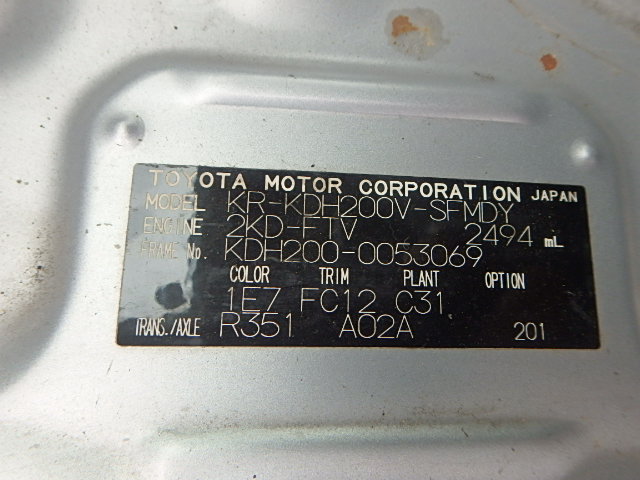 TOYOTA MOTOR CORPORATION JAPAN
MODEL KR-KDH200V-SFMDY
ENGINE 2KD-FTV 2494 mL
FRAME No. KDH200-0053069
COLOR TRIM PLANT OPTION
1E7 FC12 C31
TRANS./AXLE R351 A02A 201